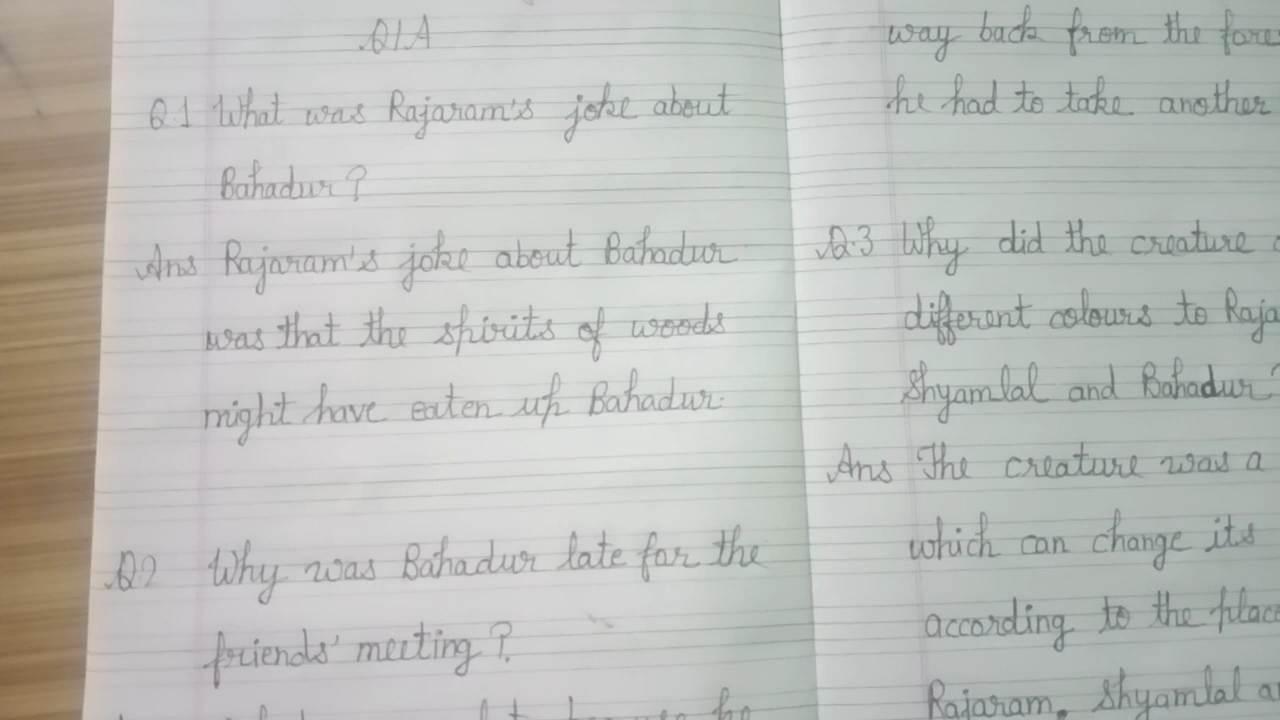 Q1A
Q.1 What was Rajaram's joke about
Bahadur?
Ans Rajaram's joke about Bahadur
was that the spirits of woods
might have eaten up Bahadur.
Q2 Why was Bahadur late for the
friends' meeting?
way back from the
he had to take another
Q.3 Why did the creature
different colours to
Shyamlal and Bahadur?
Ans The creature was a
which can change its
according to the
Rajaram, Shyamlal